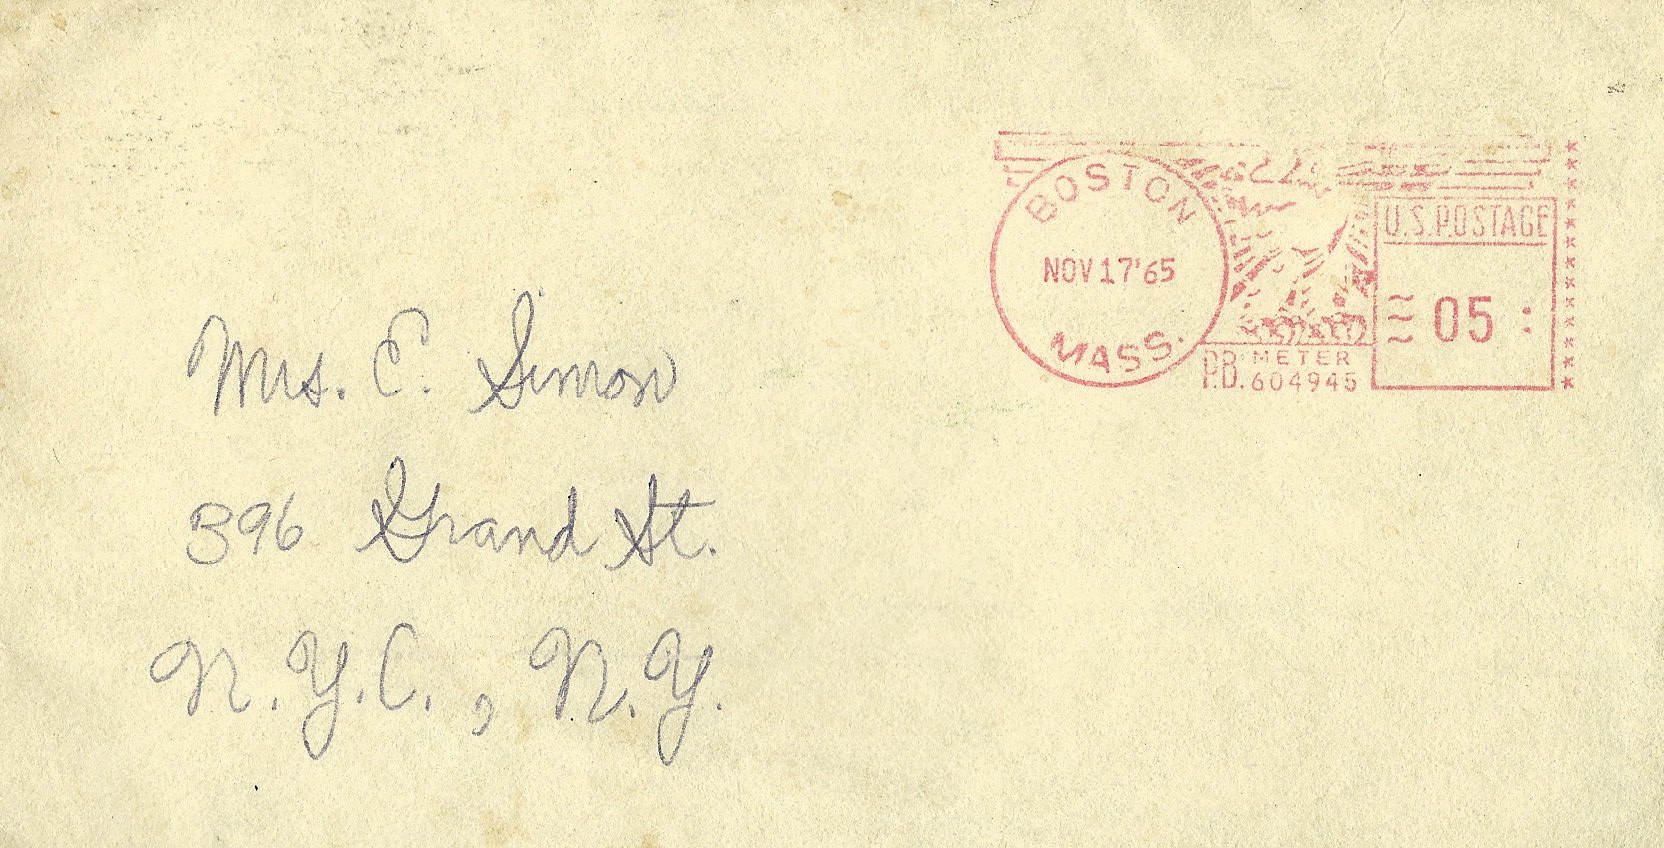 BOSTON
NOV 17 '65
MASS.
U.S. POSTAGE
05
P.B. METER
604945
Mrs. C. Simon
396 Grand St.
N.Y.C., N.Y.